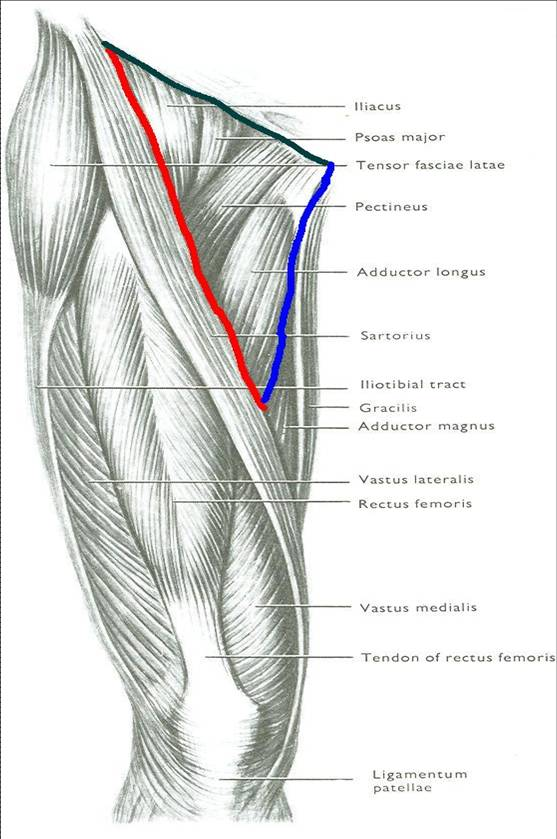 Iliacus
Psoas major
Tensor fasciae latae
Pectineus
Adductor longus
Sartorius
Iliotibial tract
Gracilis
Adductor magnus
Vastus lateralis
Rectus femoris
Vastus medialis
Tendon of rectus femoris
Ligamentum
patellae